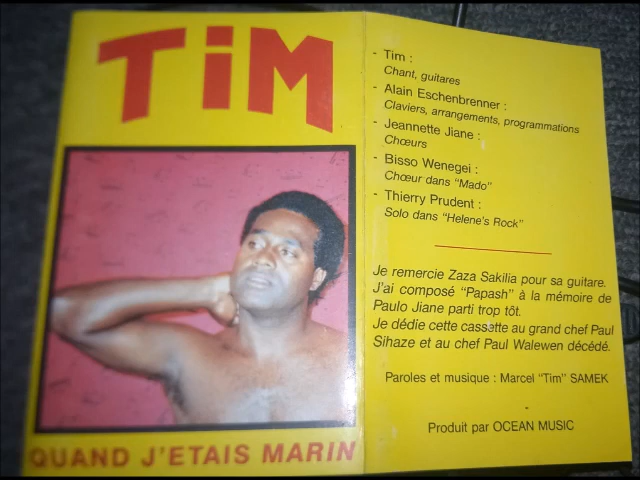 TiM
QUAND J'ETAIS MARIN
- Tim :
Chant, guitares
- Alain Eschenbrenner :
Claviers, arrangements, programmations
- Jeannette Jiane :
Chœurs
- Bisso Wenegei :
Chœur dans "Mado"
- Thierry Prudent :
Solo dans "Helene's Rock"
Je remercie Zaza Sakilia pour sa guitare.
J'ai composé "Papash" à la mémoire de
Paulo Jiane parti trop tôt.
Je dédie cette cassatte au grand chef Paul
Sihaze et au chef Paul Walewen décédé.
Paroles et musique : Marcel "Tim" SAMEK
Produit par OCEAN MUSIC